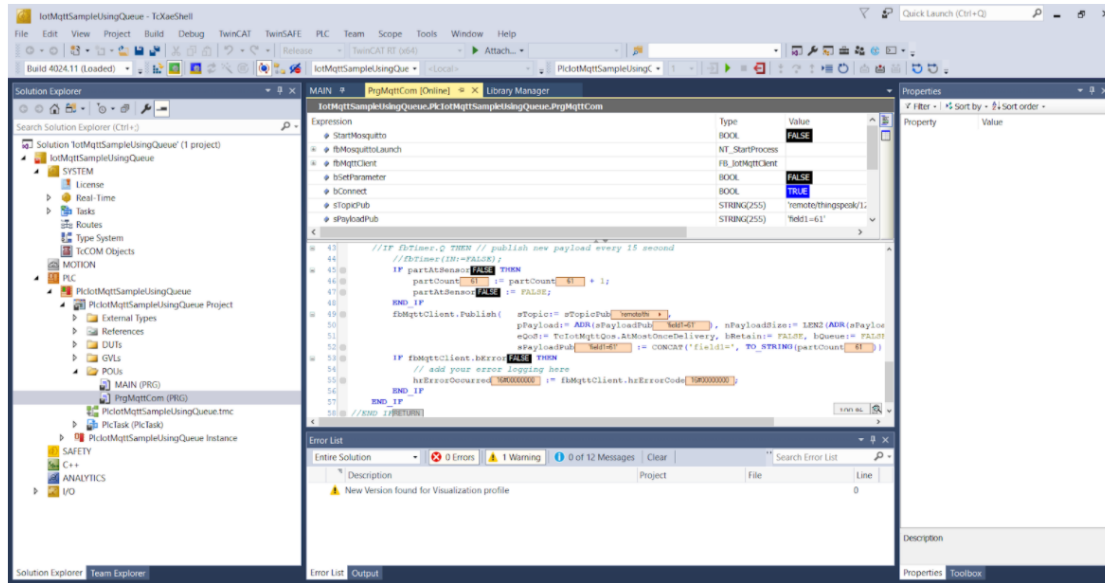 IotMqttSampleUsingQueue - TcXaeShell
Quick Launch (Ctrl+Q)
File Edit View Project Build Debug TwinCAT TwinSAFE PLC Team Scope Tools Window Help
Release TwinCAT RT (x64) Attach...
Build 4024.11 (Loaded) IotMqttSampleUsingQue <Local> PlcIotMqttSampleUsingC 1
Solution Explorer
Search Solution Explorer (Ctrl+;)
Solution 'IotMqttSampleUsingQueue' (1 project)
IotMqttSampleUsingQueue
SYSTEM
License
Real-Time
Tasks
Routes
Type System
TcCOM Objects
MOTION
PLC
PlcIotMqttSampleUsingQueue
PlcIotMqttSampleUsingQueue Project
External Types
References
DUTs
GVLs
POUs
MAIN (PRG)
PrgMqttCom (PRG)
PlcIotMqttSampleUsingQueue.tmc
PlcTask (PlcTask)
PlcIotMqttSampleUsingQueue Instance
SAFETY
C++
ANALYTICS
I/O
Solution Explorer Team Explorer
MAIN PrgMqttCom [Online] Library Manager
IotMqttSampleUsingQueue.PlcIotMqttSampleUsingQueue.PrgMqttCom
Expression Type Value
StartMosquitto BOOL FALSE
fbMosquittoLaunch NT_StartProcess
fbMqttClient FB_IotMqttClient
bSetParameter BOOL FALSE
bConnect BOOL TRUE
sTopicPub STRING(255) 'remote/thingspeak/12
sPayloadPub STRING(255) 'field1=61'
43 //IF fbTimer.Q THEN // publish new payload every 15 second
44 //fbTimer(IN:=FALSE);
45 IF partAtSensor FALSE THEN
46 partCount 61 := partCount 61 + 1;
47 partAtSensor FALSE := FALSE;
48 END_IF
49 fbMqttClient.Publish( sTopic:= sTopicPub 'remote/thi ,
50 pPayload:= ADR(sPayloadPub 'field1=61' ), nPayloadSize:= LEN2(ADR(sPayloa
51 eQoS:= TcIotMqttQos.AtMostOnceDelivery, bRetain:= FALSE, bQueue:= FALSE
52 sPayloadPub 'field1=61' := CONCAT('field1=', TO_STRING(partCount 61 ))
53 IF fbMqttClient.bError FALSE THEN
54 // add your error logging here
55 hrErrorOccurred 16#00000000 := fbMqttClient.hrErrorCode 16#00000000 ;
56 END_IF
57 END_IF
58 //END_IF RETURN
100 %
Error List
Entire Solution 0 Errors 1 Warning 0 of 12 Messages Clear Search Error List
Description Project File Line
New Version found for Visualization profile 0
Error List Output
Properties
Filter Sort by Sort order
Property Value
Description
Properties Toolbox